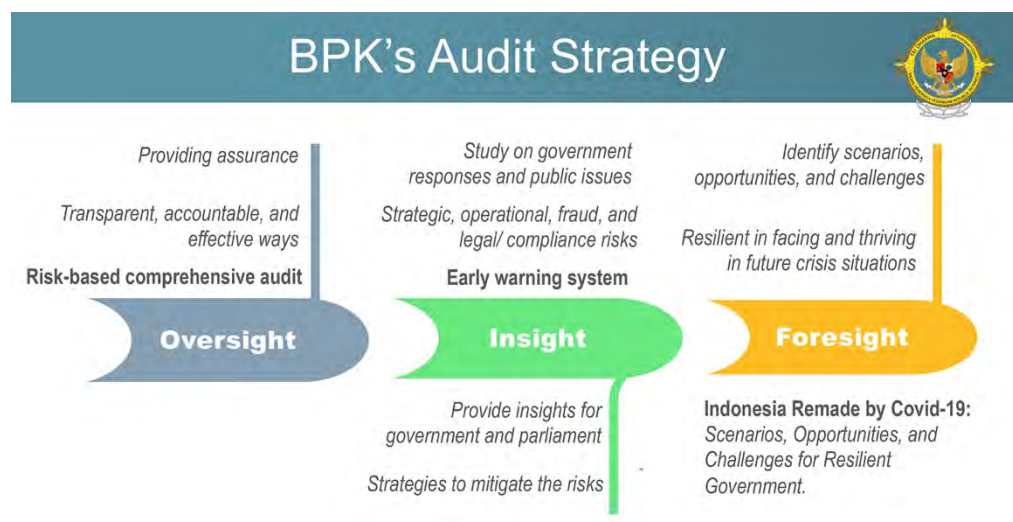 BPK's Audit Strategy
Providing assurance
Transparent, accountable, and
effective ways
Risk-based comprehensive audit
Oversight
Study on government
responses and public issues
Strategic, operational, fraud, and
legal/ compliance risks
Early warning system
Insight
Provide insights for
government and parliament
Strategies to mitigate the risks
Identify scenarios,
opportunities, and challenges
Resilient in facing and thriving
in future crisis situations
Foresight
Indonesia Remade by Covid-19:
Scenarios, Opportunities, and
Challenges for Resilient
Government.